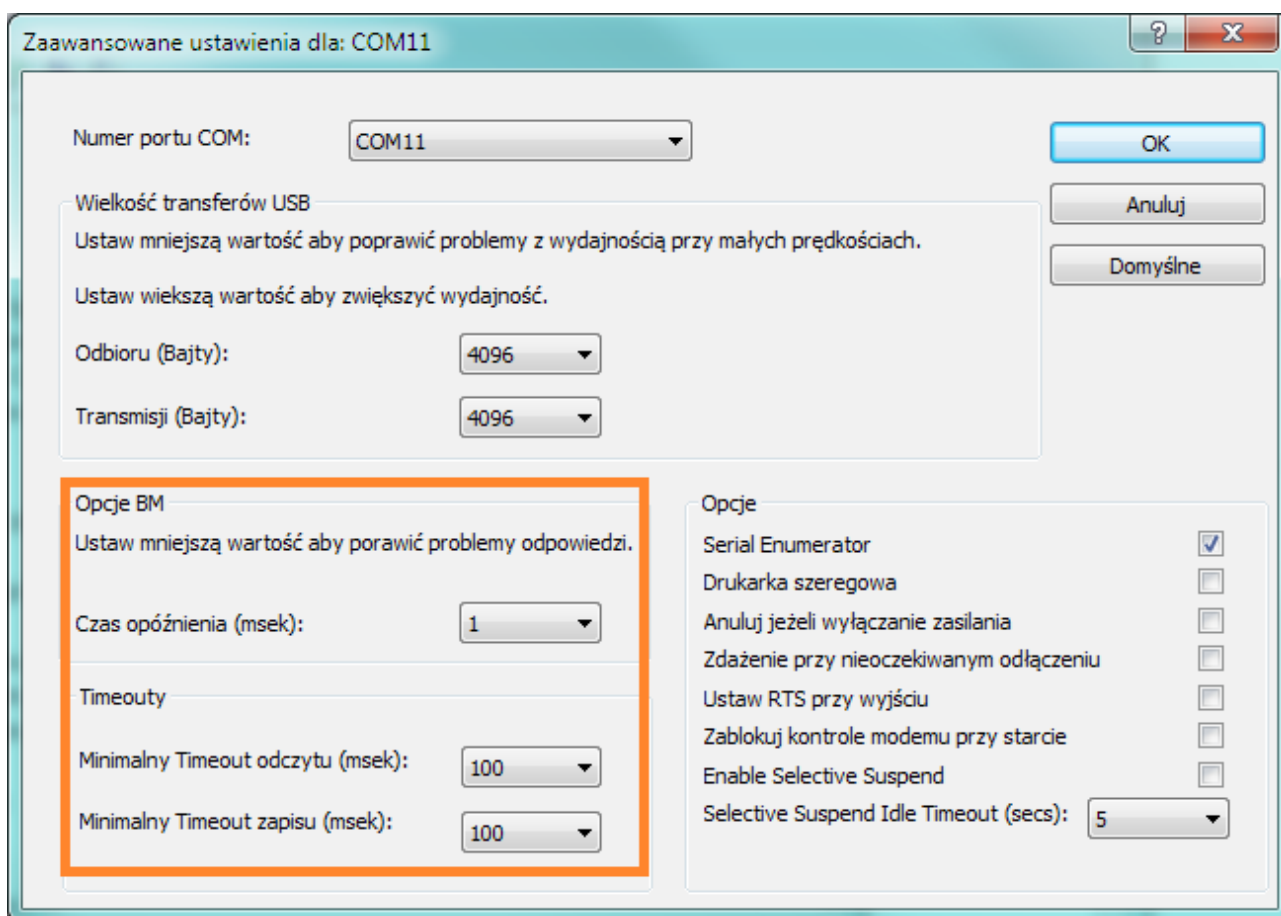 Zaawansowane ustawienia dla: COM11
Numer portu COM:
COM11
OK
Anuluj
Domyślne
Wielkość transferów USB
Ustaw mniejszą wartość aby poprawić problemy z wydajnością przy małych prędkościach.
Ustaw wiekszą wartość aby zwiększyć wydajność.
Odbioru (Bajty):
4096
Transmisji (Bajty):
4096
Opcje BM
Ustaw mniejszą wartość aby porawić problemy odpowiedzi.
Czas opóźnienia (msek):
1
Timeouty
Minimalny Timeout odczytu (msek):
100
Minimalny Timeout zapisu (msek):
100
Opcje
Serial Enumerator
Drukarka szeregowa
Anuluj jeżeli wyłączanie zasilania
Zdażenie przy nieoczekiwanym odłączeniu
Ustaw RTS przy wyjściu
Zablokuj kontrole modemu przy starcie
Enable Selective Suspend
Selective Suspend Idle Timeout (secs):
5